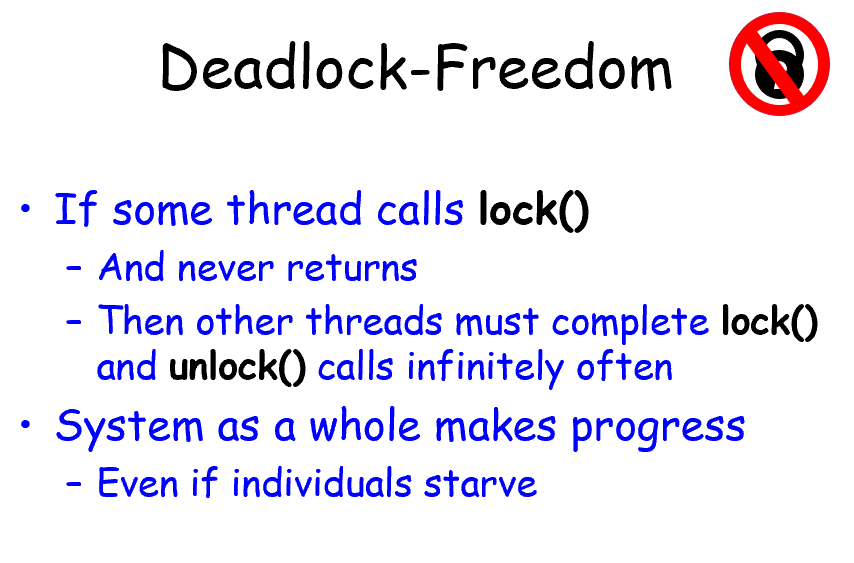 Deadlock-Freedom
• If some thread calls lock()
– And never returns
– Then other threads must complete lock()
and unlock() calls infinitely often
• System as a whole makes progress
– Even if individuals starve